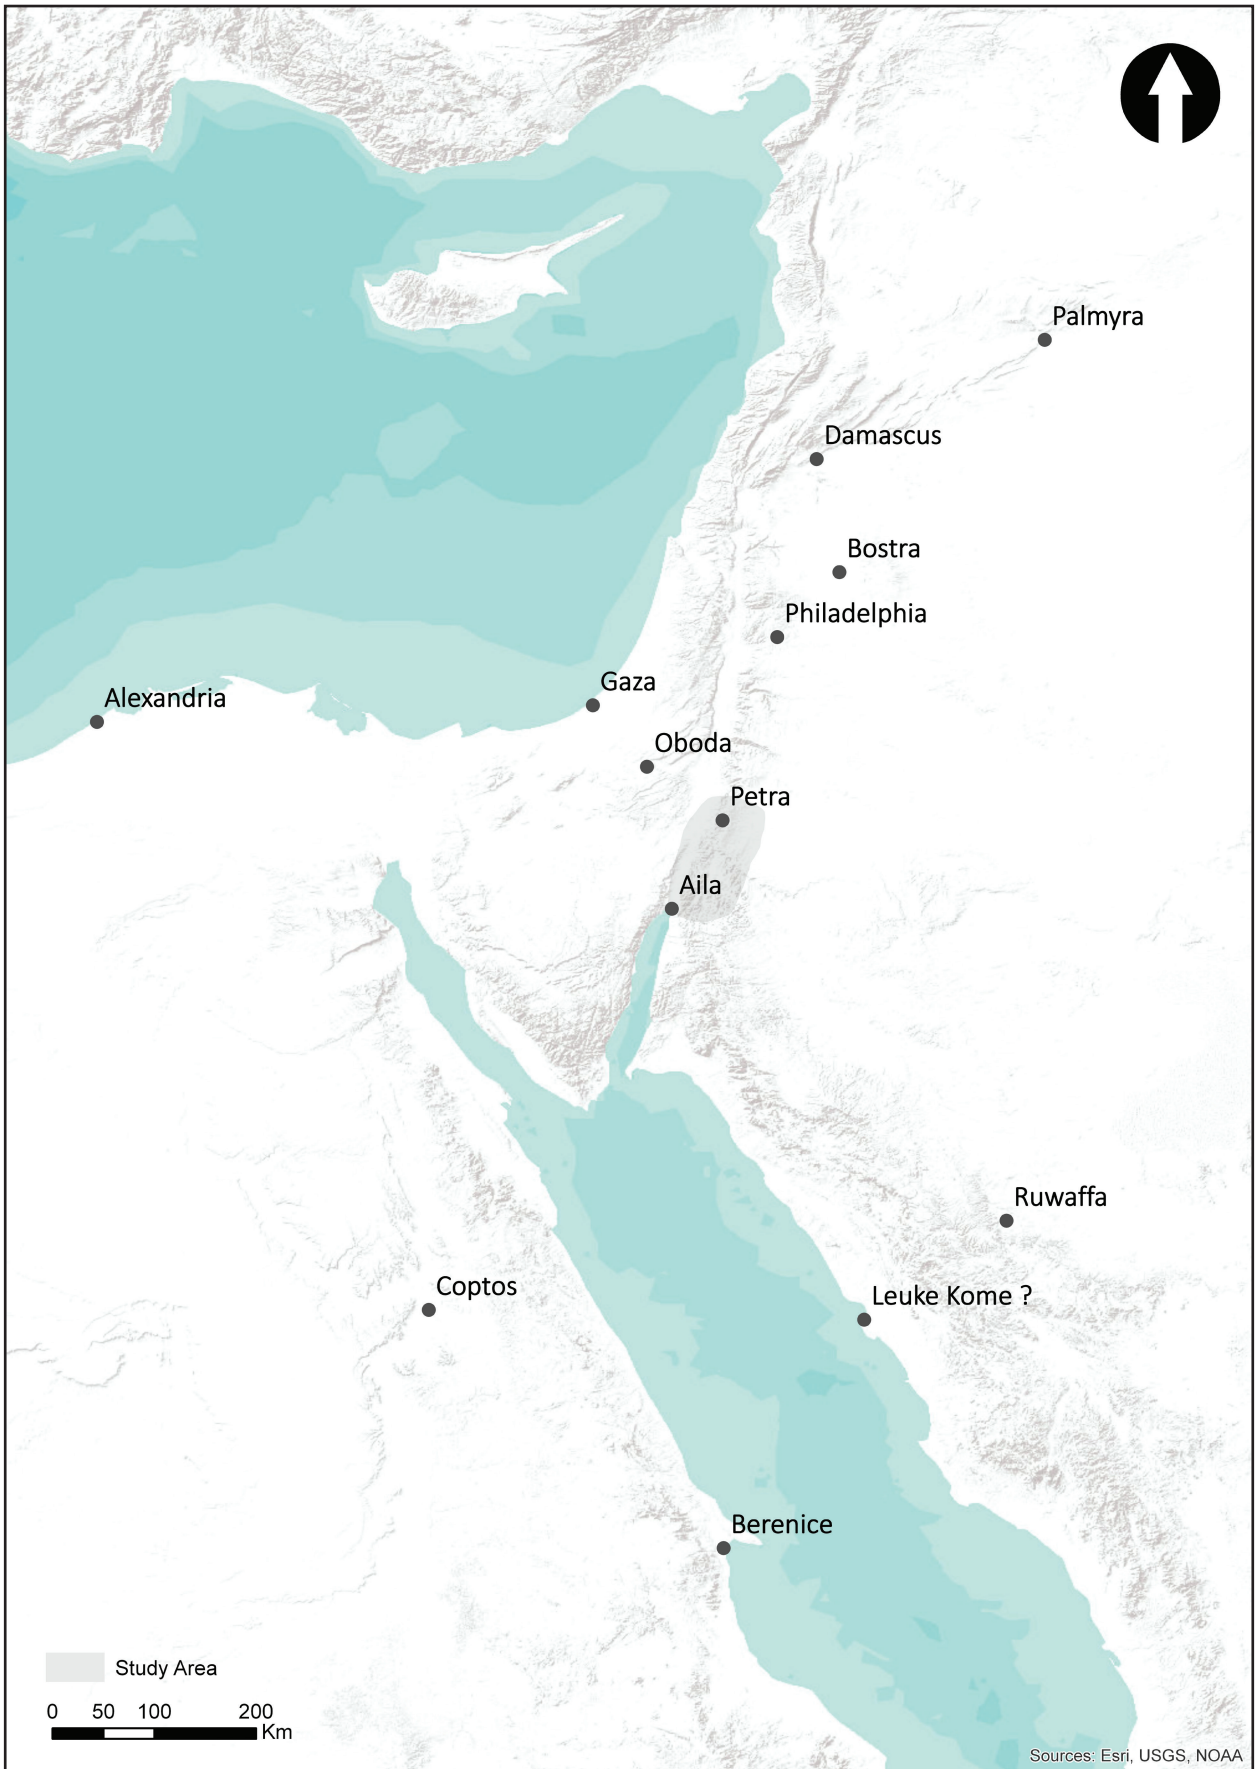 Palmyra
Damascus
Bostra
Philadelphia
Gaza
Alexandria
Oboda
Petra
Aila
Ruwaffa
Coptos
Leuke Kome ?
Berenice
Study Area
0 50 100 200
Km
Sources: Esri, USGS, NOAA